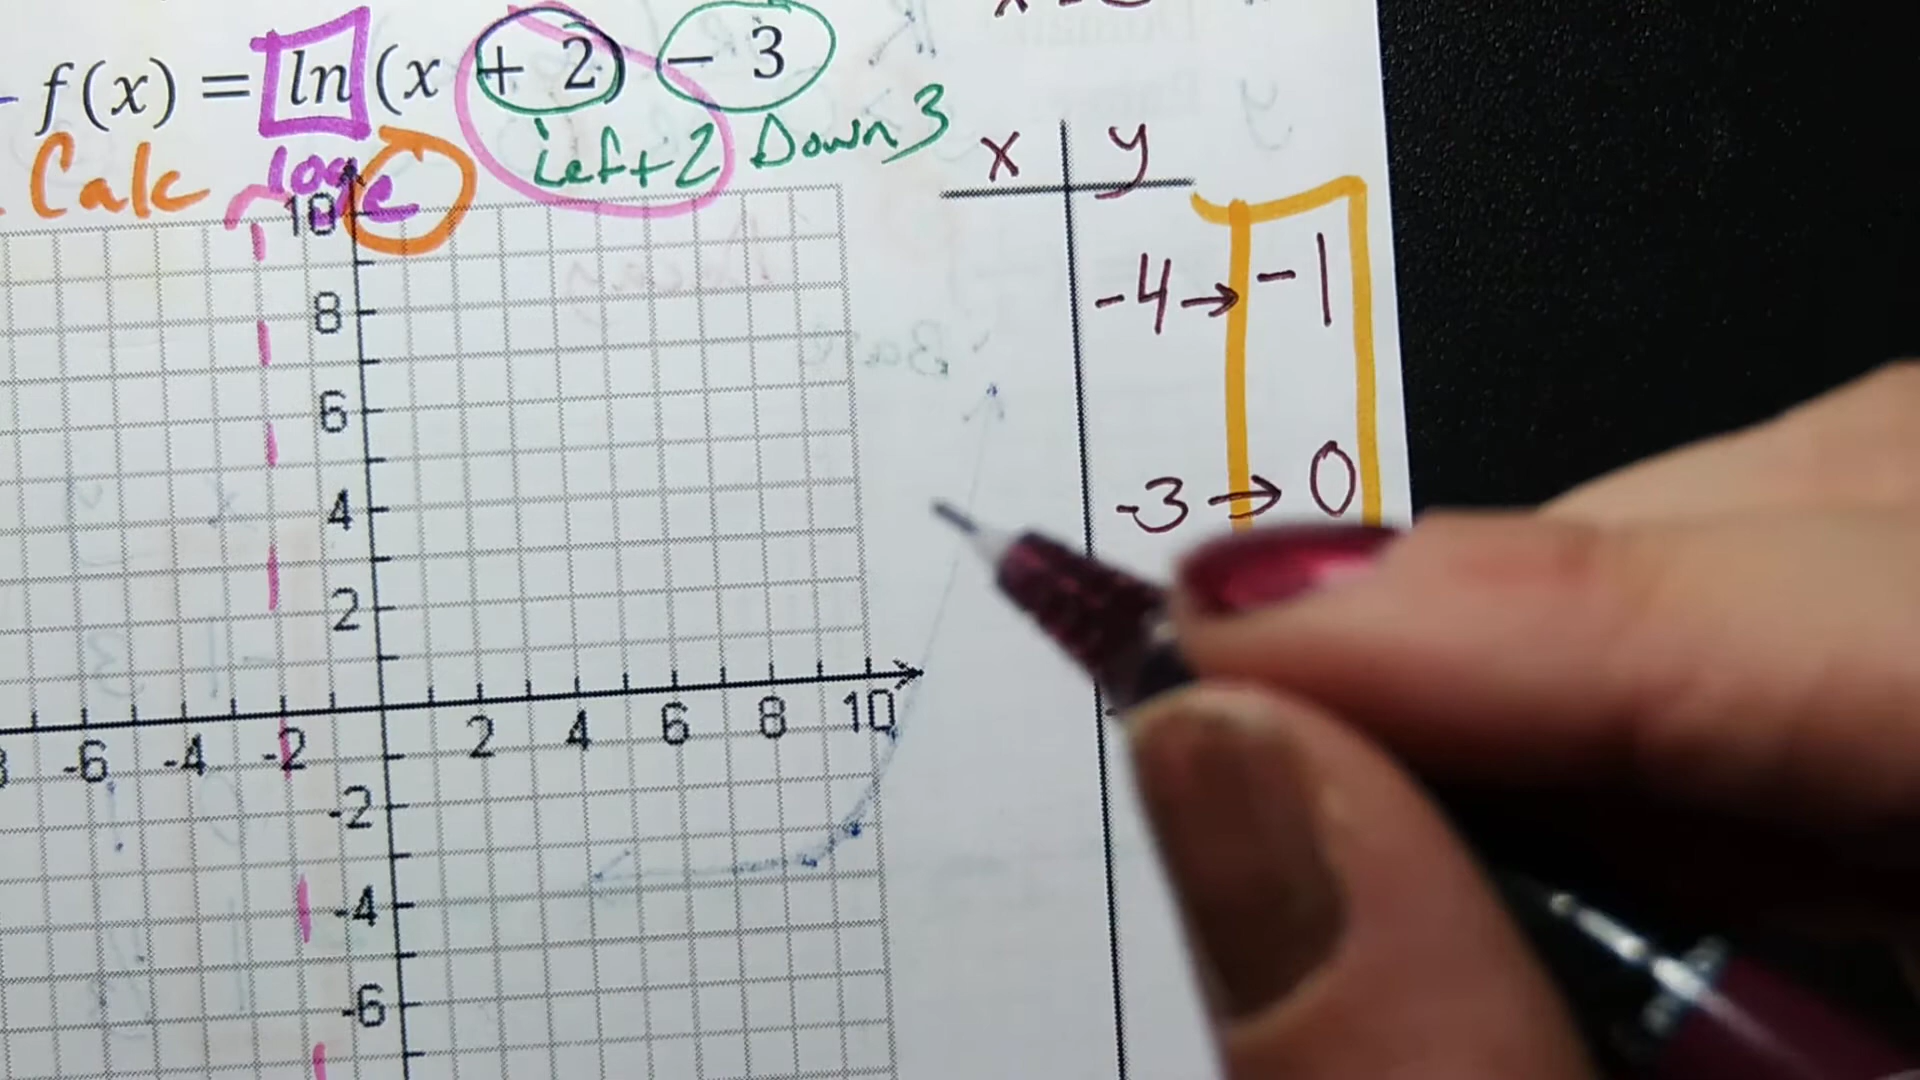 f(x) = ln (x + 2) - 3
Calc log e Left 2 Down 3
x y
-4 → -1
-3 → 0
10
8
6
4
2
-6 -4 -2 2 4 6 8 10
-2
-4
-6